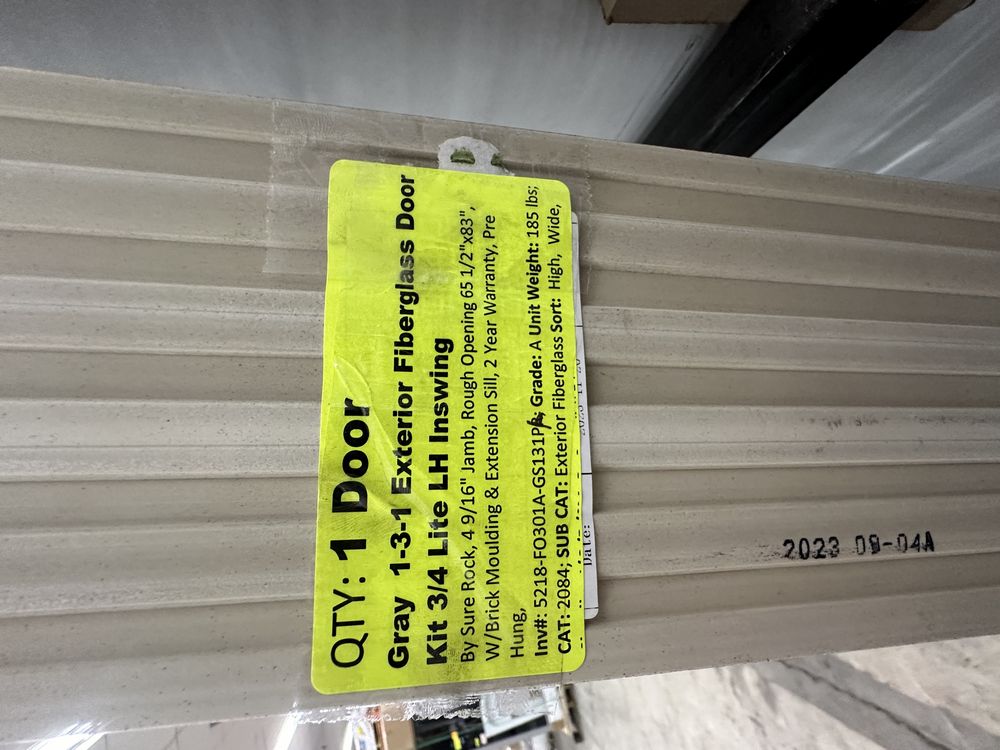 QTY: 1 Door
Gray 1-3-1 Exterior Fiberglass Door
Kit 3/4 Lite LH Inswing
By Sure Rock, 4 9/16" Jamb, Rough Opening 65 1/2"x83",
W/Brick Moulding & Extension Sill, 2 Year Warranty, Pre
Hung,
Inv#: 5218-FO301A-GS131P Grade: A Unit Weight: 185 lbs;
CAT: 2084; SUB CAT: Exterior Fiberglass Sort: High, Wide,
Date:
2023 09-04A